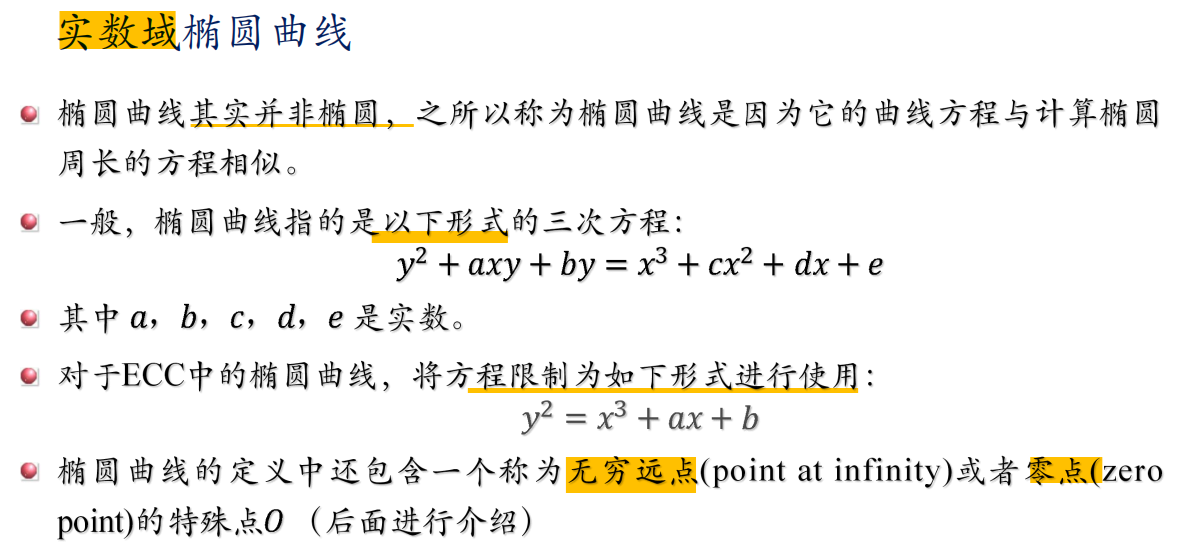 实数域椭圆曲线
椭圆曲线其实并非椭圆，之所以称为椭圆曲线是因为它的曲线方程与计算椭圆
周长的方程相似。
一般，椭圆曲线指的是以下形式的三次方程：
y² + axy + by = x³ + cx² + dx + e
其中 a，b，c，d，e 是实数。
对于ECC中的椭圆曲线，将方程限制为如下形式进行使用：
y² = x³ + ax + b
椭圆曲线的定义中还包含一个称为无穷远点(point at infinity)或者零点(zero
point)的特殊点O （后面进行介绍）